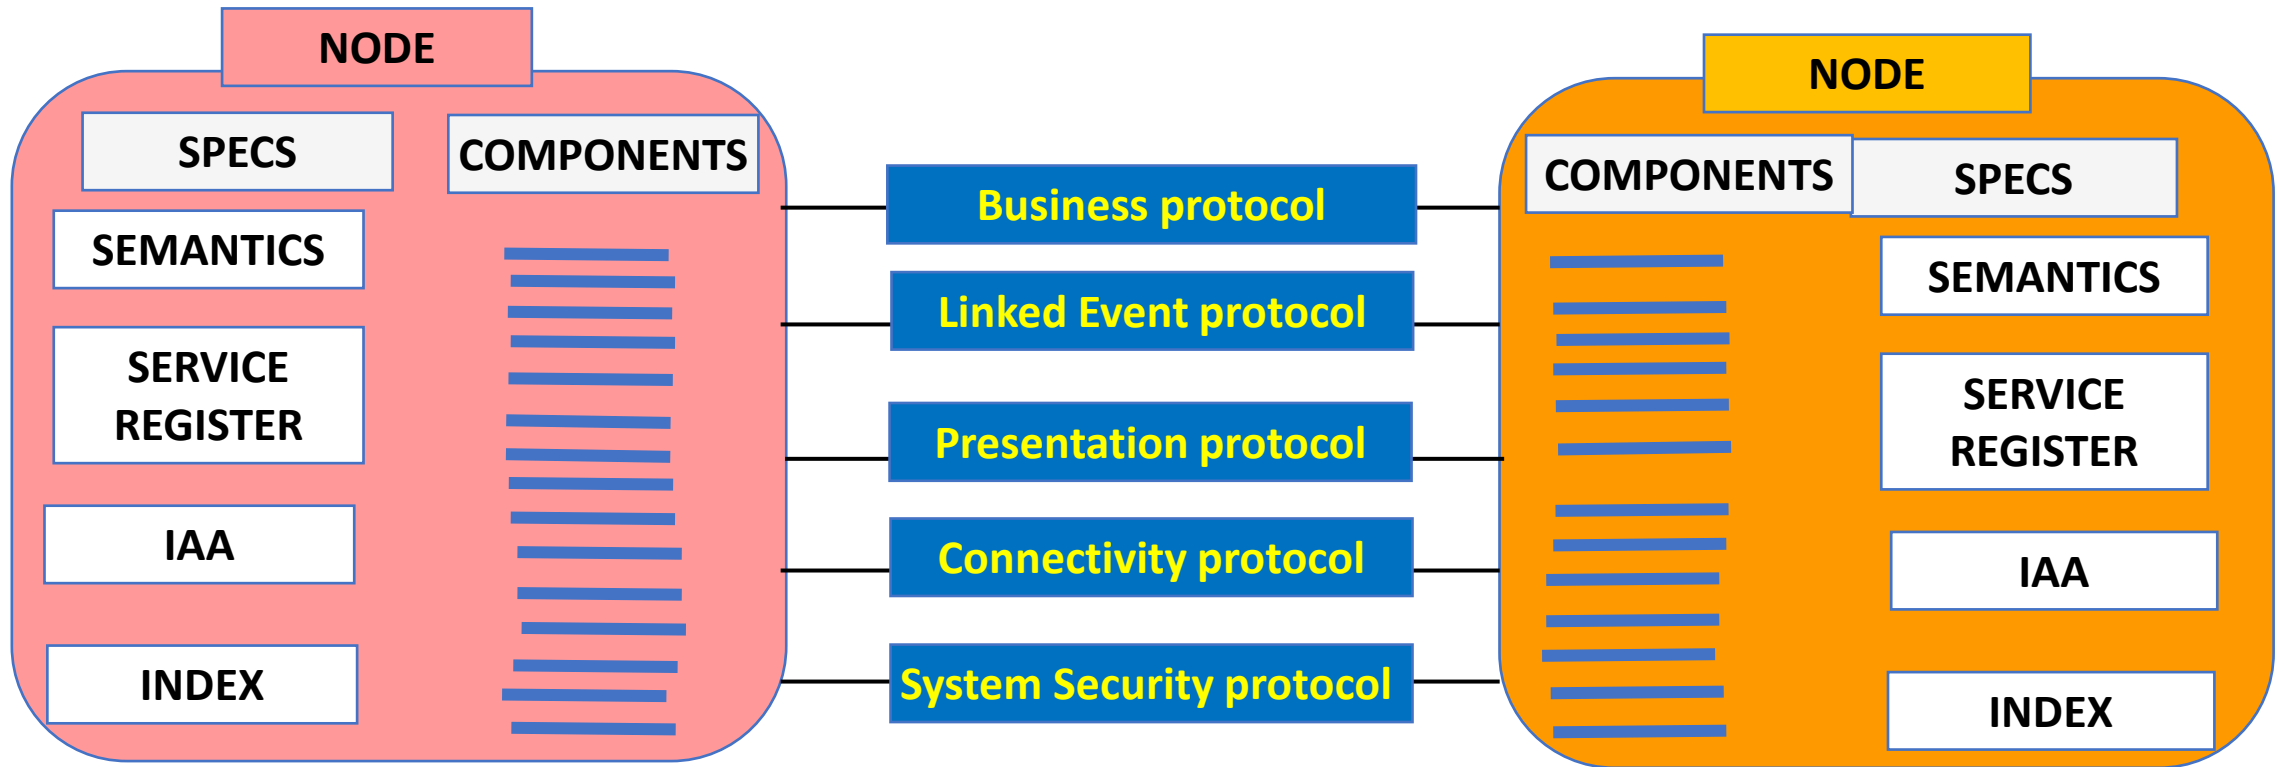 NODE
SPECS
COMPONENTS
SEMANTICS
SERVICE
REGISTER
IAA
INDEX
Business protocol
Linked Event protocol
Presentation protocol
Connectivity protocol
System Security protocol
NODE
COMPONENTS
SPECS
SEMANTICS
SERVICE
REGISTER
IAA
INDEX